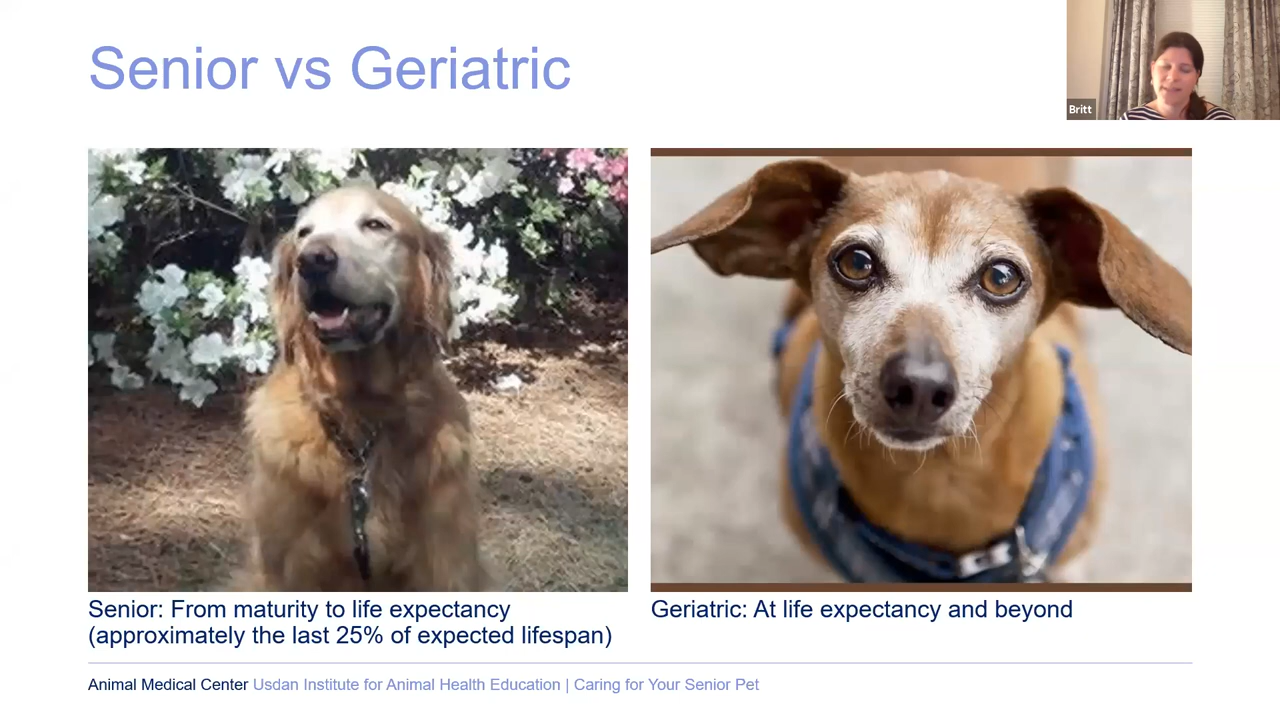 Senior vs Geriatric
Britt
Senior: From maturity to life expectancy
(approximately the last 25% of expected lifespan)
Geriatric: At life expectancy and beyond
Animal Medical Center Usdan Institute for Animal Health Education | Caring for Your Senior Pet